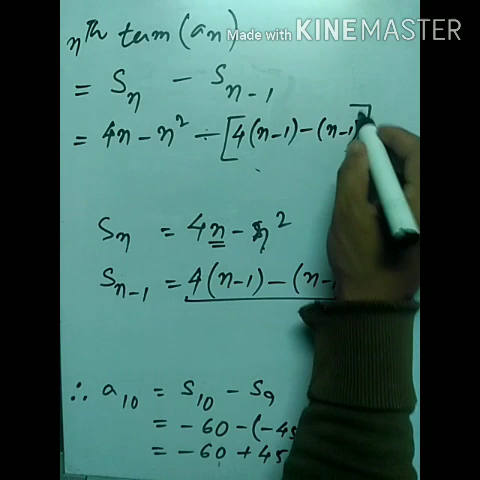 nth term (an)
Made with KINEMASTER
= Sn - Sn-1
= 4n - n² - [4(n-1) - (n-1)]
Sn = 4n - n²
Sn-1 = 4(n-1) - (n-1
∴ a10 = S10 - S9
= -60 - (-45
= -60 + 45